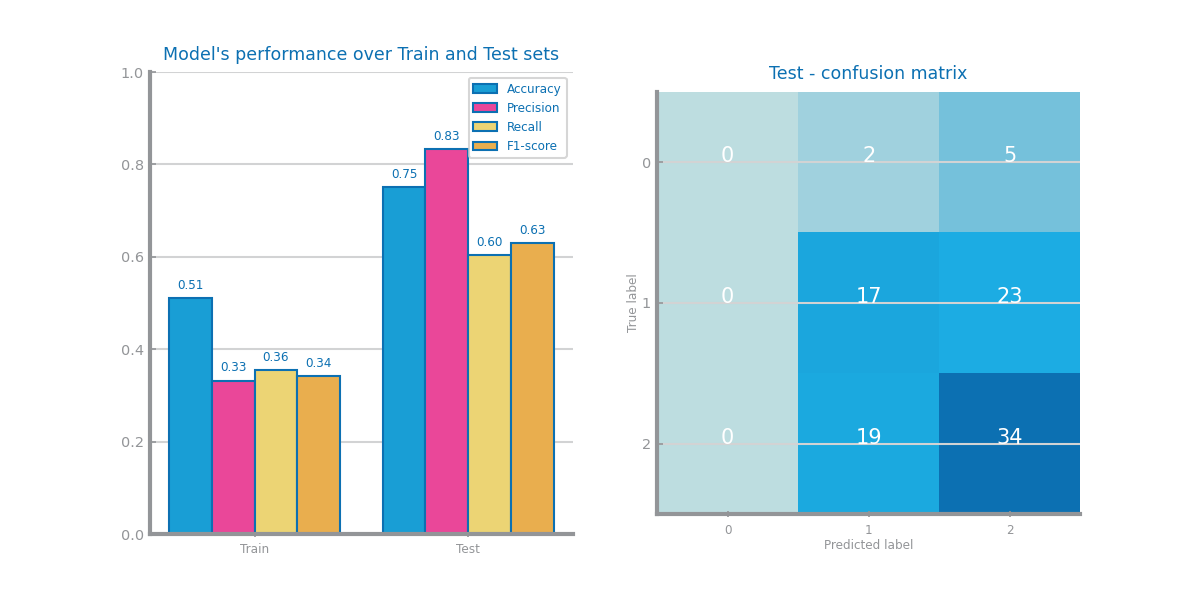 Model's performance over Train and Test sets
1.0
0.8
0.6
0.4
0.2
0.0
Accuracy
Precision
Recall
F1-score
0.51
0.33
0.36
0.34
0.75
0.83
0.60
0.63
Train
Test
Test - confusion matrix
True label
0
1
2
0 2 5
0 17 23
0 19 34
0 1 2
Predicted label